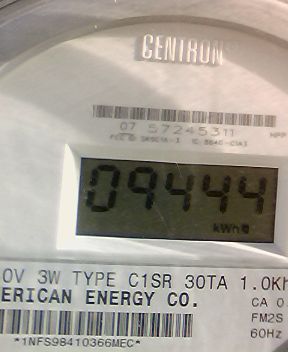 CENTRON
07 57245311
09444
kWh
0V 3W TYPE C1SR 30TA 1.0Kh
ERICAN ENERGY CO.
CA 0.
FM2S
60Hz
*1NFS98410366MEC*